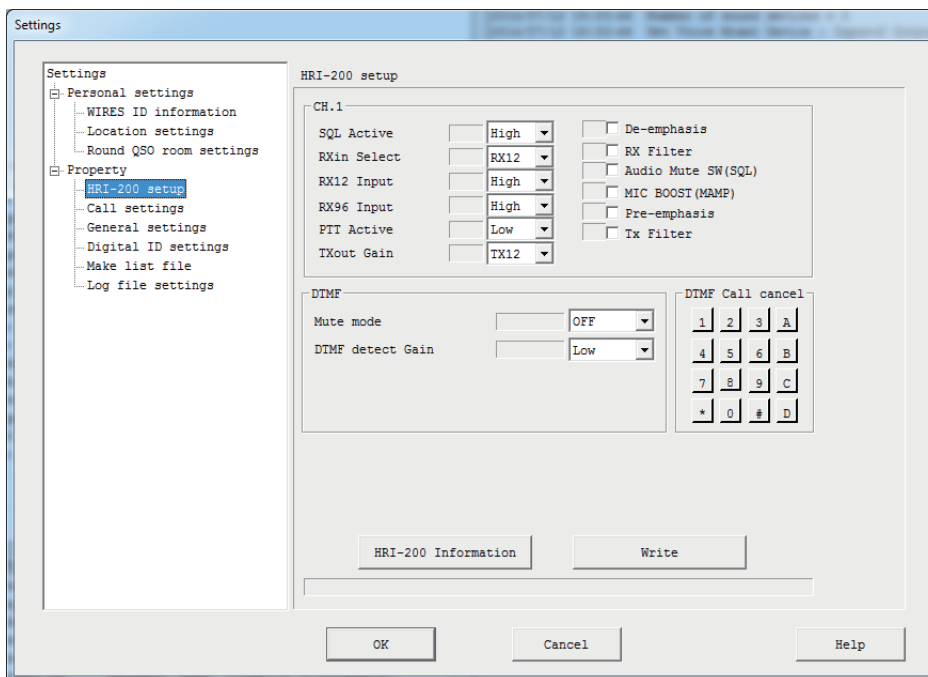 Settings
Settings
Personal settings
WIRES ID information
Location settings
Round QSO room settings
Property
HRI-200 setup
Call settings
General settings
Digital ID settings
Make list file
Log file settings
HRI-200 setup
CH.1
SQL Active High
RXin Select RX12
RX12 Input High
RX96 Input High
PTT Active Low
TXout Gain TX12
De-emphasis
RX Filter
Audio Mute SW(SQL)
MIC BOOST(MAMP)
Pre-emphasis
Tx Filter
DTMF
Mute mode OFF
DTMF detect Gain Low
DTMF Call cancel
1 2 3 A
4 5 6 B
7 8 9 C
* 0 # D
HRI-200 Information Write
OK Cancel Help